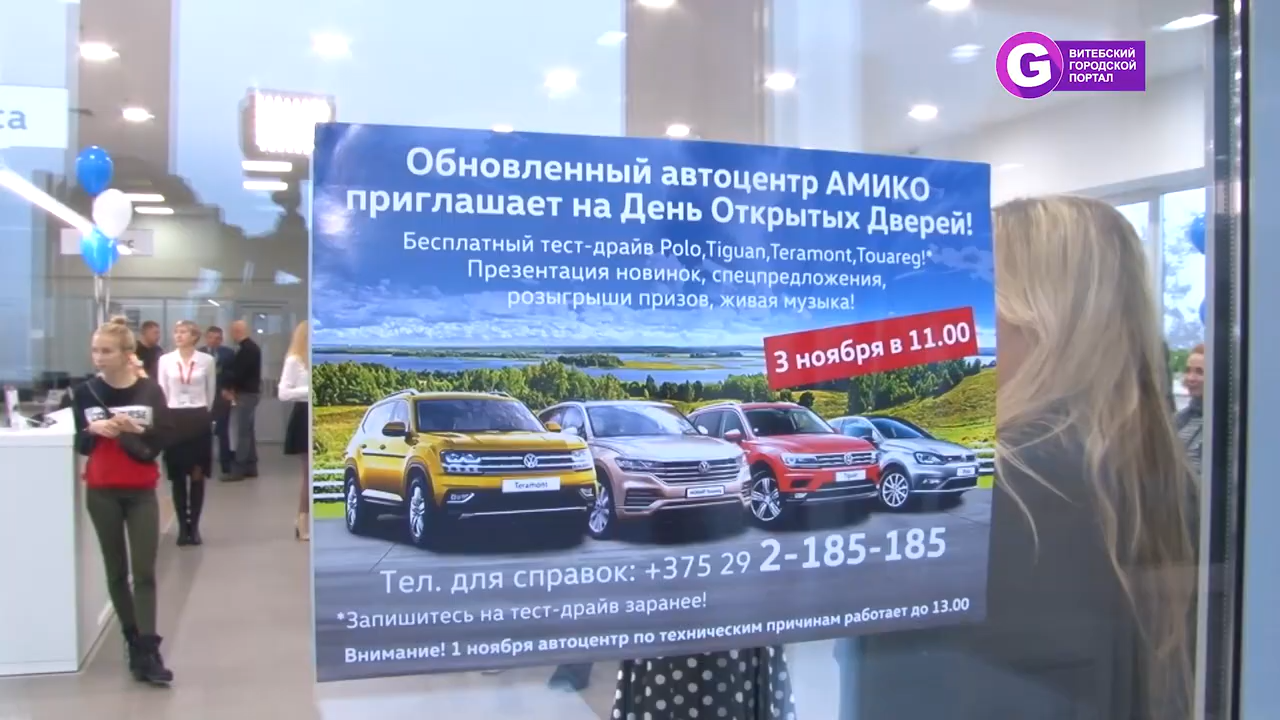 G
ВИТЕБСКИЙ
ГОРОДСКОЙ
ПОРТАЛ
Обновленный автоцентр АМИКО
приглашает на День Открытых Дверей!
Бесплатный тест-драйв Polo,Tiguan,Teramont,Touareg!*
Презентация новинок, спецпредложения,
розыгрыши призов, живая музыка!
3 ноября в 11.00
Teramont
Tiguan
Тел. для справок: +375 29 2-185-185
*Запишитесь на тест-драйв заранее!
Внимание! 1 ноября автоцентр по техническим причинам работает до 13.00